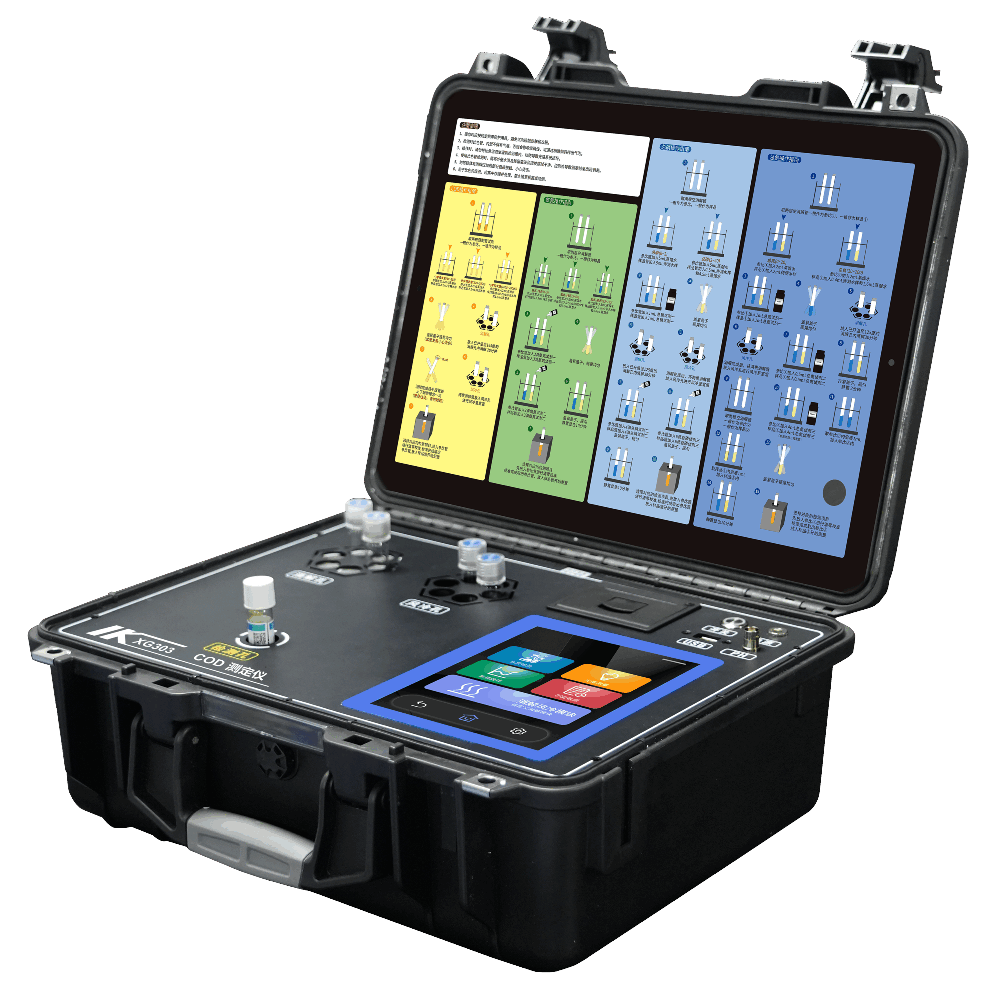 注意事项
1、操作时应按规定佩带防护用具，避免试剂接触皮肤和衣服。
2、检测时比色管、内壁不得有气泡，否则会影响准确性，可通过稍微倾斜排出气泡。
3、操作时，请勿将比色溶液溢漏到检测槽内，以防导致光路系统损坏。
4、使用比色管检测时，需将外壁水渍及残留溶液和指纹擦拭干净，否则会导致测定结果出现偏差。
5、勿将肢体与消解仪加热部分直接接触、小心烫伤。
6、用于比色的废液、应集中存储并处理，禁止随意搁置或倾倒。
COD操作指南
1
取两根预制管试剂
一根作为参比，一根作为样品
化学需氧量(100~2000)
化学需氧量(1000~20000)
盖紧盖子摇晃均匀
(试管发热小心烫伤)
4
消解孔
放入已升温至165度的
消解孔内消解 20分钟
5
消解完成后手捏管盖
上下颠倒摇匀一次
(管壁过烫，请勿触碰)
6
风冷孔
两根消解管放入风冷孔
进行风冷至室温
7
选择对应的检测项目,放入参比管
进行清零校准,校准完成取出
参比管,放入样品管开始测量
氨氮操作指南
1
取两根空消解管
一根作为参比，一根作为样品
3
参比管加入3滴氨氮试剂一
样品管加入3滴氨氮试剂一
4
盖紧盖子，摇晃均匀
5
参比管加入3滴氨氮试剂二
样品管加入3滴氨氮试剂二
6
盖紧盖子，摇匀
静置显色10分钟
7
选择对应的检测项目
先放入参比管进行清零校准
校准完成取出参比管，放入样品管开始测量
总磷操作指南
1
取两根空消解管
一根作为参比，一根作为样品
总磷(0~2)
参比管加入5mL蒸馏水
样品管加入5mL待测水样
总磷(2~20)
参比管加入5mL蒸馏水
样品管加入0.5mL待测水样
和4.5mL蒸馏水
3
参比管加入1mL 总磷试剂一
样品管加入1mL 总磷试剂一
4
盖紧盖子
摇晃均匀
5
消解孔
放入已升温至125度的
消解孔内消解30分钟
6
风冷孔
消解完成后，将两根消解管
放入风冷孔进行风冷至室温
7
参比管加入4滴总磷试剂二
样品管加入4滴总磷试剂二
盖紧盖子，摇匀
8
参比管加入6滴总磷试剂三
样品管加入6滴总磷试剂三
盖紧盖子，摇匀
9
静置显色10分钟
10
选择对应的检测项目,先放入参比管
进行清零校准,校准完成取出参比管
放入样品管开始测量
总氮操作指南
1
取两根空消解管一根作为参比①，一根作为样品①
总氮(0~20)
参比①加入2mL蒸馏水
样品①加入2mL待测水样
总氮(20~100)
参比①加入2mL蒸馏水
样品①加入0.4mL待测水样和1.6mL蒸馏水
3
参比①加入1mL总氮试剂一
样品①加入1mL总氮试剂一
4
盖紧盖子
摇晃均匀
5
消解孔
放入已升温至125度的
消解孔内消解30分钟
6
风冷孔
消解完成后，将两根消解管
放入风冷孔进行风冷至室温
7
参比①加入0.5mL总氮试剂二
样品①加入0.5mL总氮试剂二
8
拧紧盖子，摇匀
静置 2分钟
9
取两根空消解管
一根作为参比②
一根作为样品②
10
参比②加入4mL总氮试剂三
样品②加入4mL总氮试剂三
11
取参比①内溶液1mL
加入参比②内
12
取样品①内溶液1mL
加入样品②内
13
盖紧盖子摇晃均匀
14
静置显色10分钟
15
选择对应的检测项目
先放入参比②进行清零校准
校准完成取出参比②
放入样品②开始测量
消解孔
风冷孔
XG303
检测孔
COD 测定仪
USB
PH
水质检测
历史数据
消解风冷模块
自定义消解模块